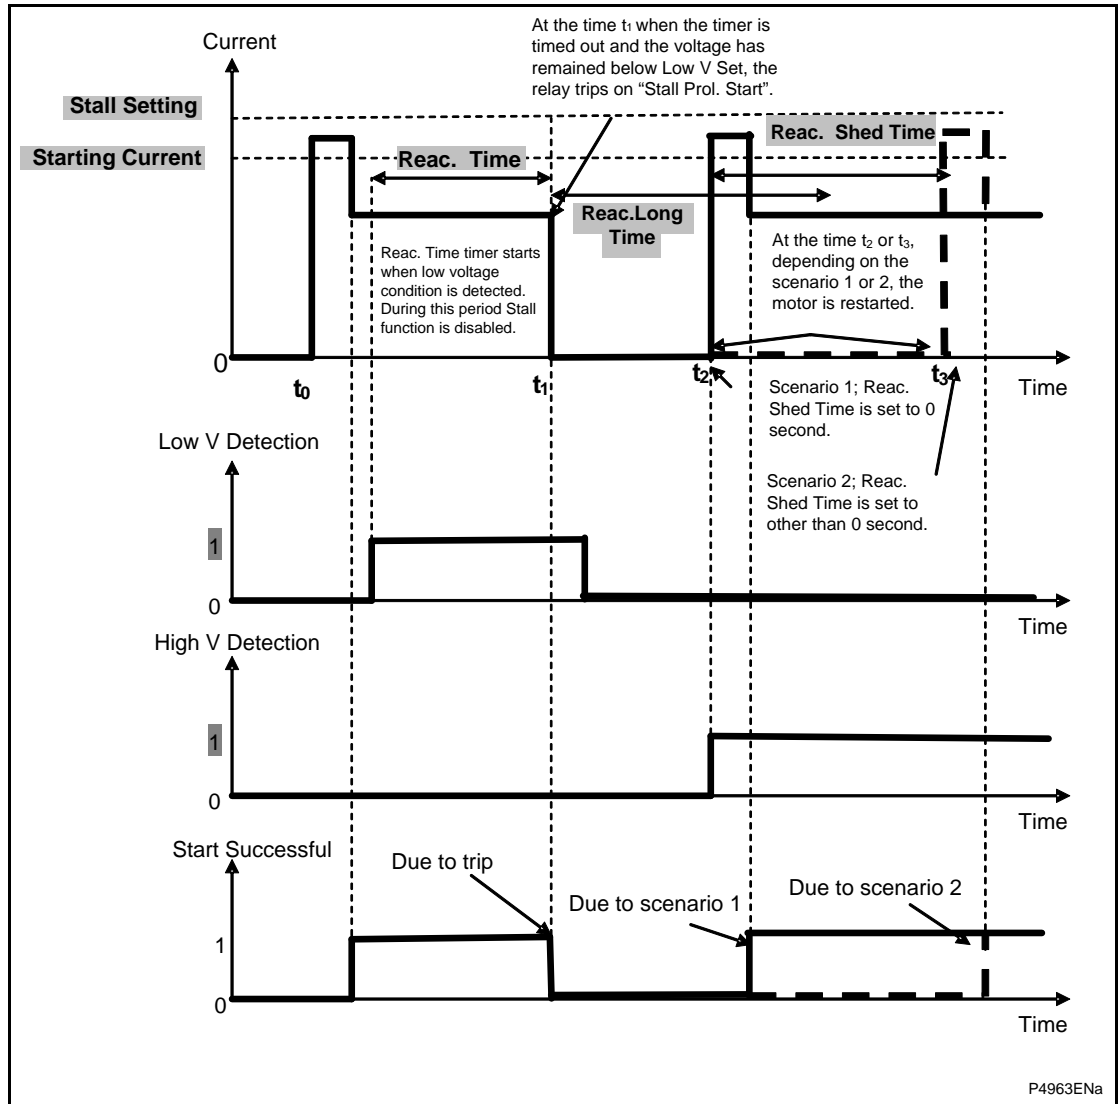 Current
At the time t₁ when the timer is
timed out and the voltage has
remained below Low V Set, the
relay trips on “Stall Prol. Start”.
Stall Setting
Starting Current
Reac. Time
Reac. Shed Time
Reac.Long
Time
Reac. Time timer starts
when low voltage
condition is detected.
During this period Stall
function is disabled.
At the time t₂ or t₃,
depending on the
scenario 1 or 2, the
motor is restarted.
0
t₀
t₁
t₂
t₃
Time
Scenario 1; Reac.
Shed Time is set to 0
second.
Scenario 2; Reac.
Shed Time is set to
other than 0 second.
Low V Detection
1
0
Time
High V Detection
1
0
Time
Start Successful
Due to trip
Due to scenario 1
Due to scenario 2
1
0
Time
P4963ENa